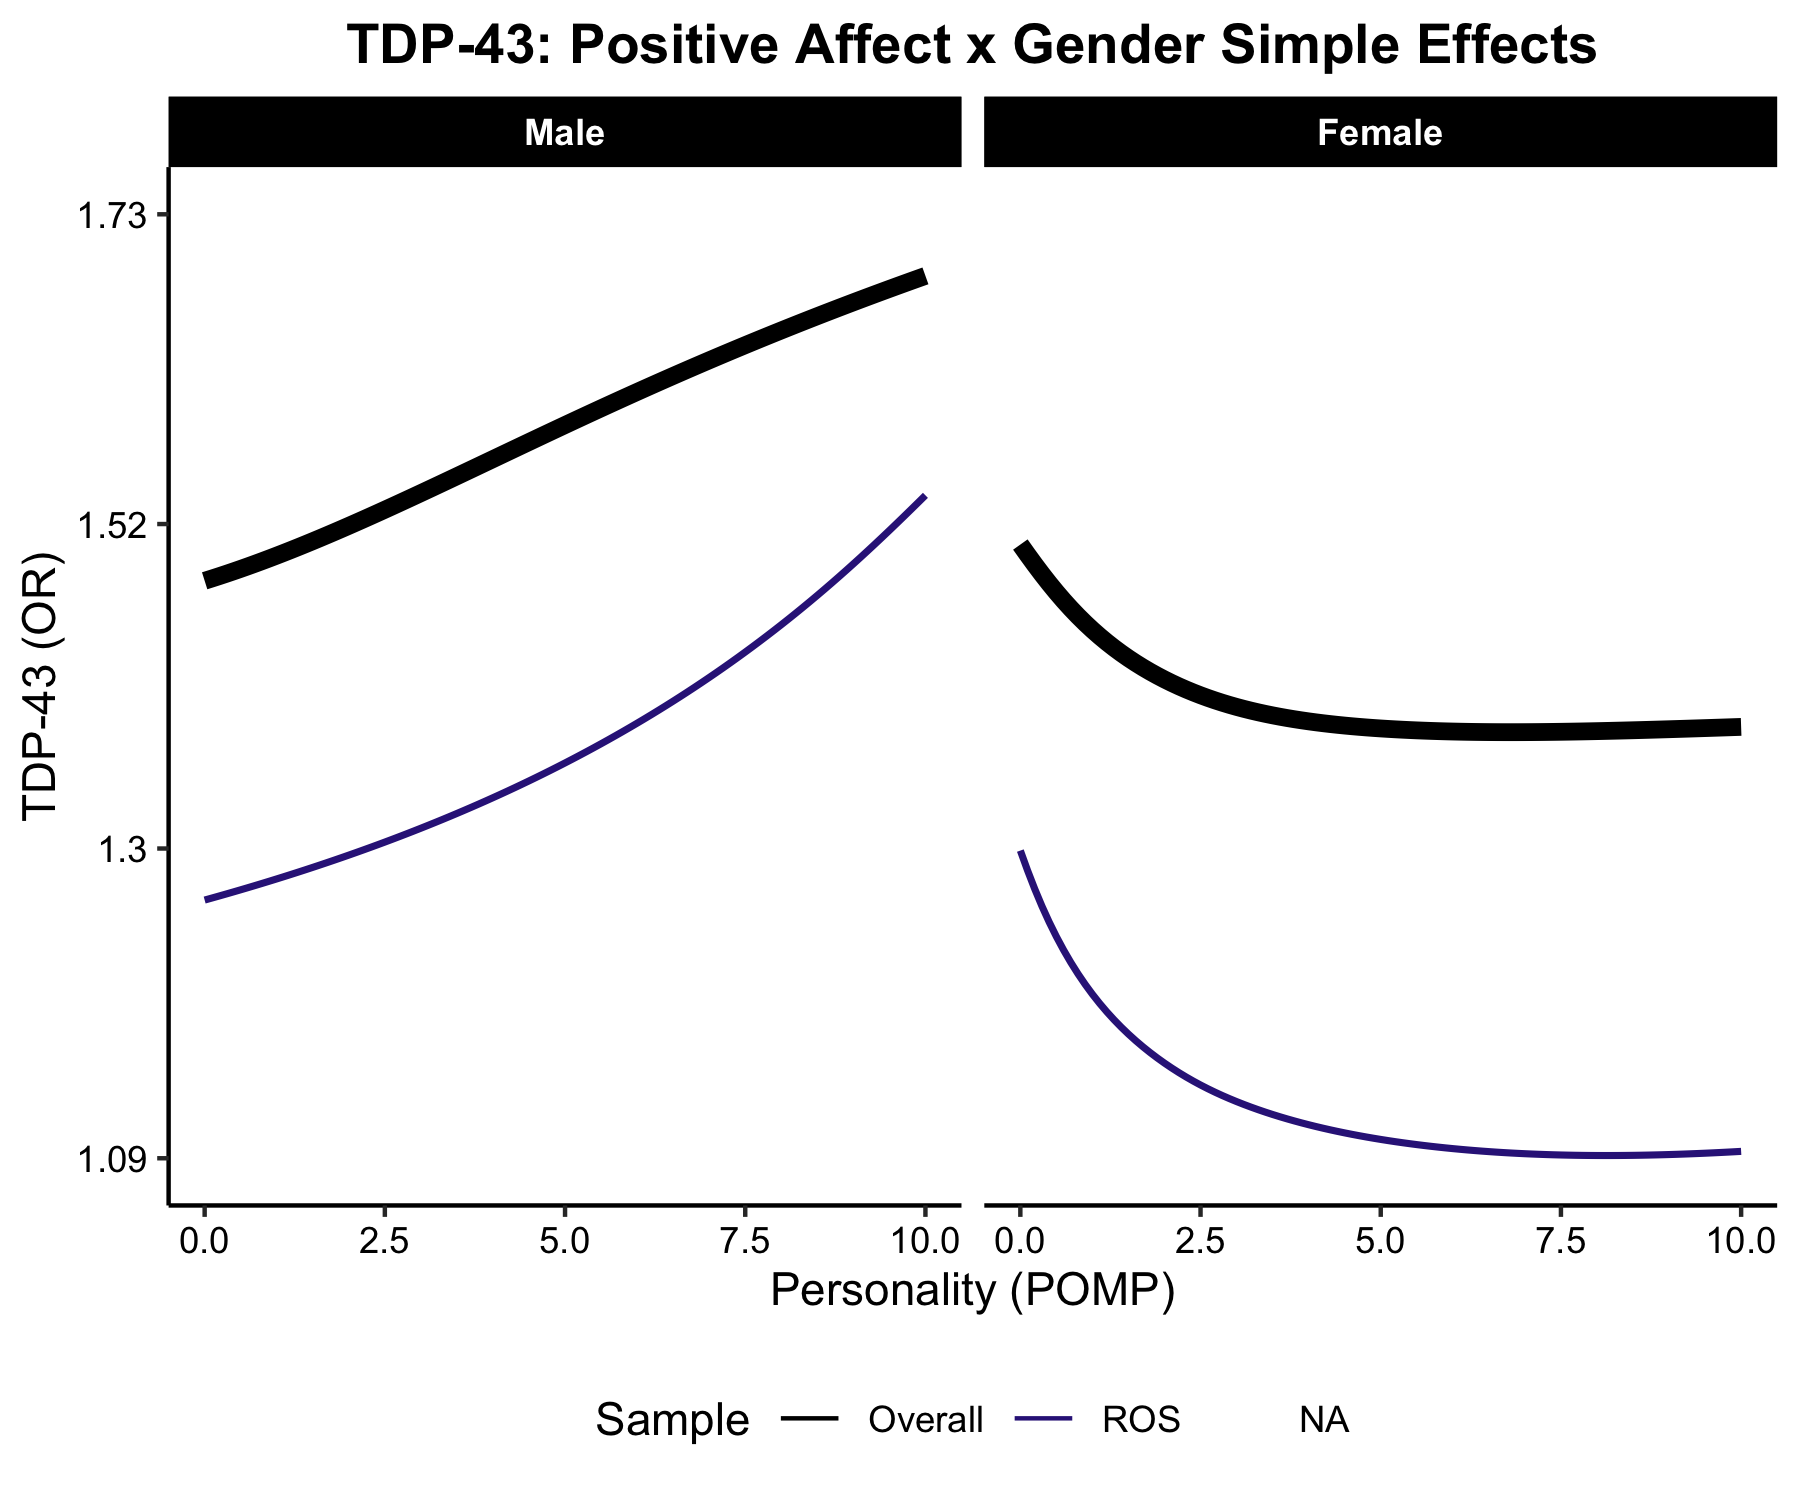 TDP-43: Positive Affect x Gender Simple Effects
Male
Female
TDP-43 (OR)
1.73
1.52
1.3
1.09
0.0 2.5 5.0 7.5 10.0
0.0 2.5 5.0 7.5 10.0
Personality (POMP)
Sample Overall ROS NA